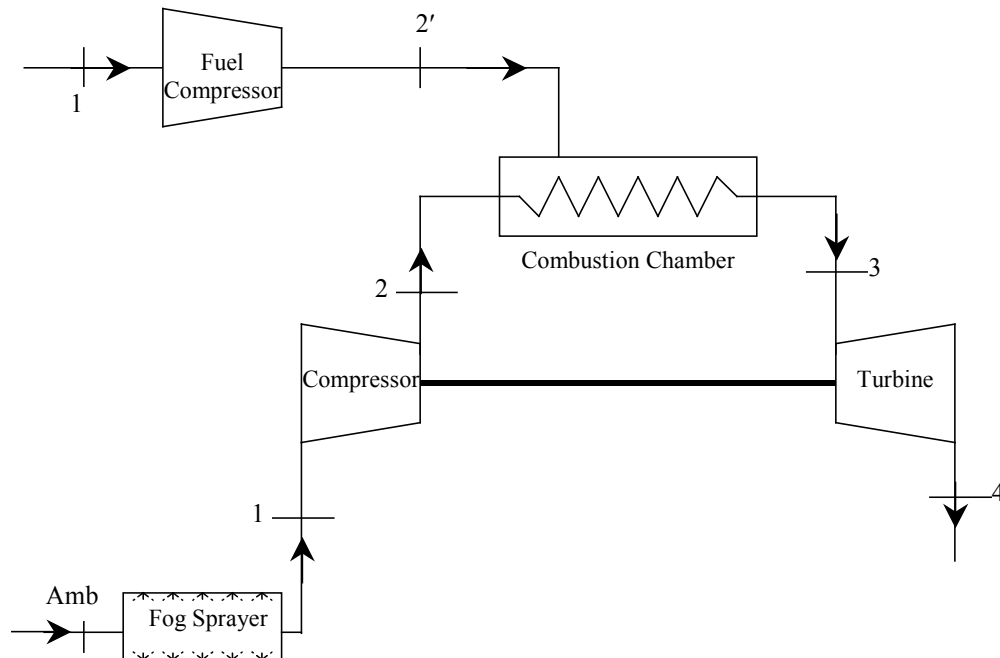 2′
Fuel
Compressor
1
Combustion Chamber
2
3
Compressor
Turbine
1
4
Amb
Fog Sprayer